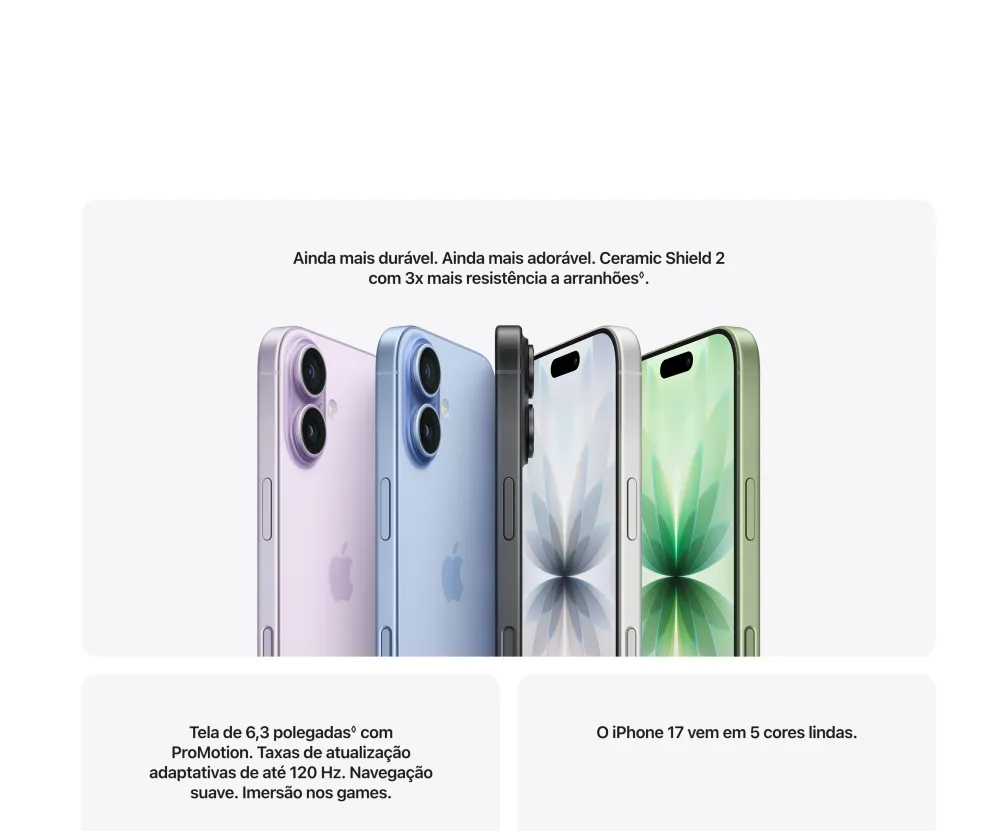 Ainda mais durável. Ainda mais adorável. Ceramic Shield 2
com 3x mais resistência a arranhões◊.
Tela de 6,3 polegadas◊ com
ProMotion. Taxas de atualização
adaptativas de até 120 Hz. Navegação
suave. Imersão nos games.
O iPhone 17 vem em 5 cores lindas.